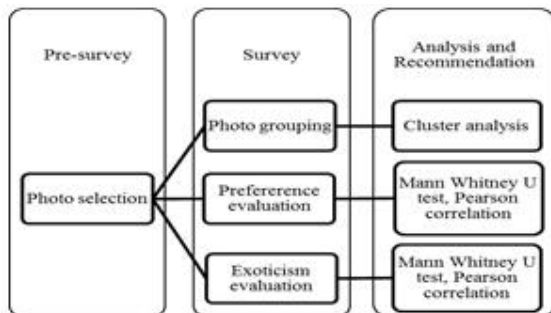 Pre-survey
Survey
Analysis and
Recommendation
Photo grouping
Cluster analysis
Photo selection
Prefererence
evaluation
Mann Whitney U
test, Pearson
correlation
Exoticism
evaluation
Mann Whitney U
test, Pearson
correlation